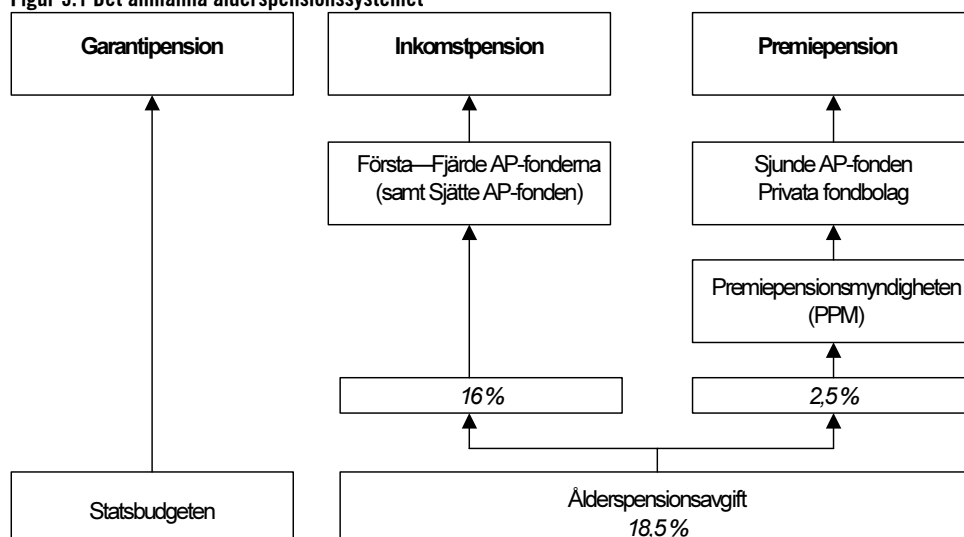 Figur 3.1 Det allmänna ålderspensionssystemet
Garantipension
Inkomstpension
Premiepension
Första—Fjärde AP-fonderna
(samt Sjätte AP-fonden)
Sjunde AP-fonden
Privata fondbolag
Premiepensionsmyndigheten
(PPM)
16%
2,5%
Statsbudgeten
Ålderspensionsavgift
18,5%